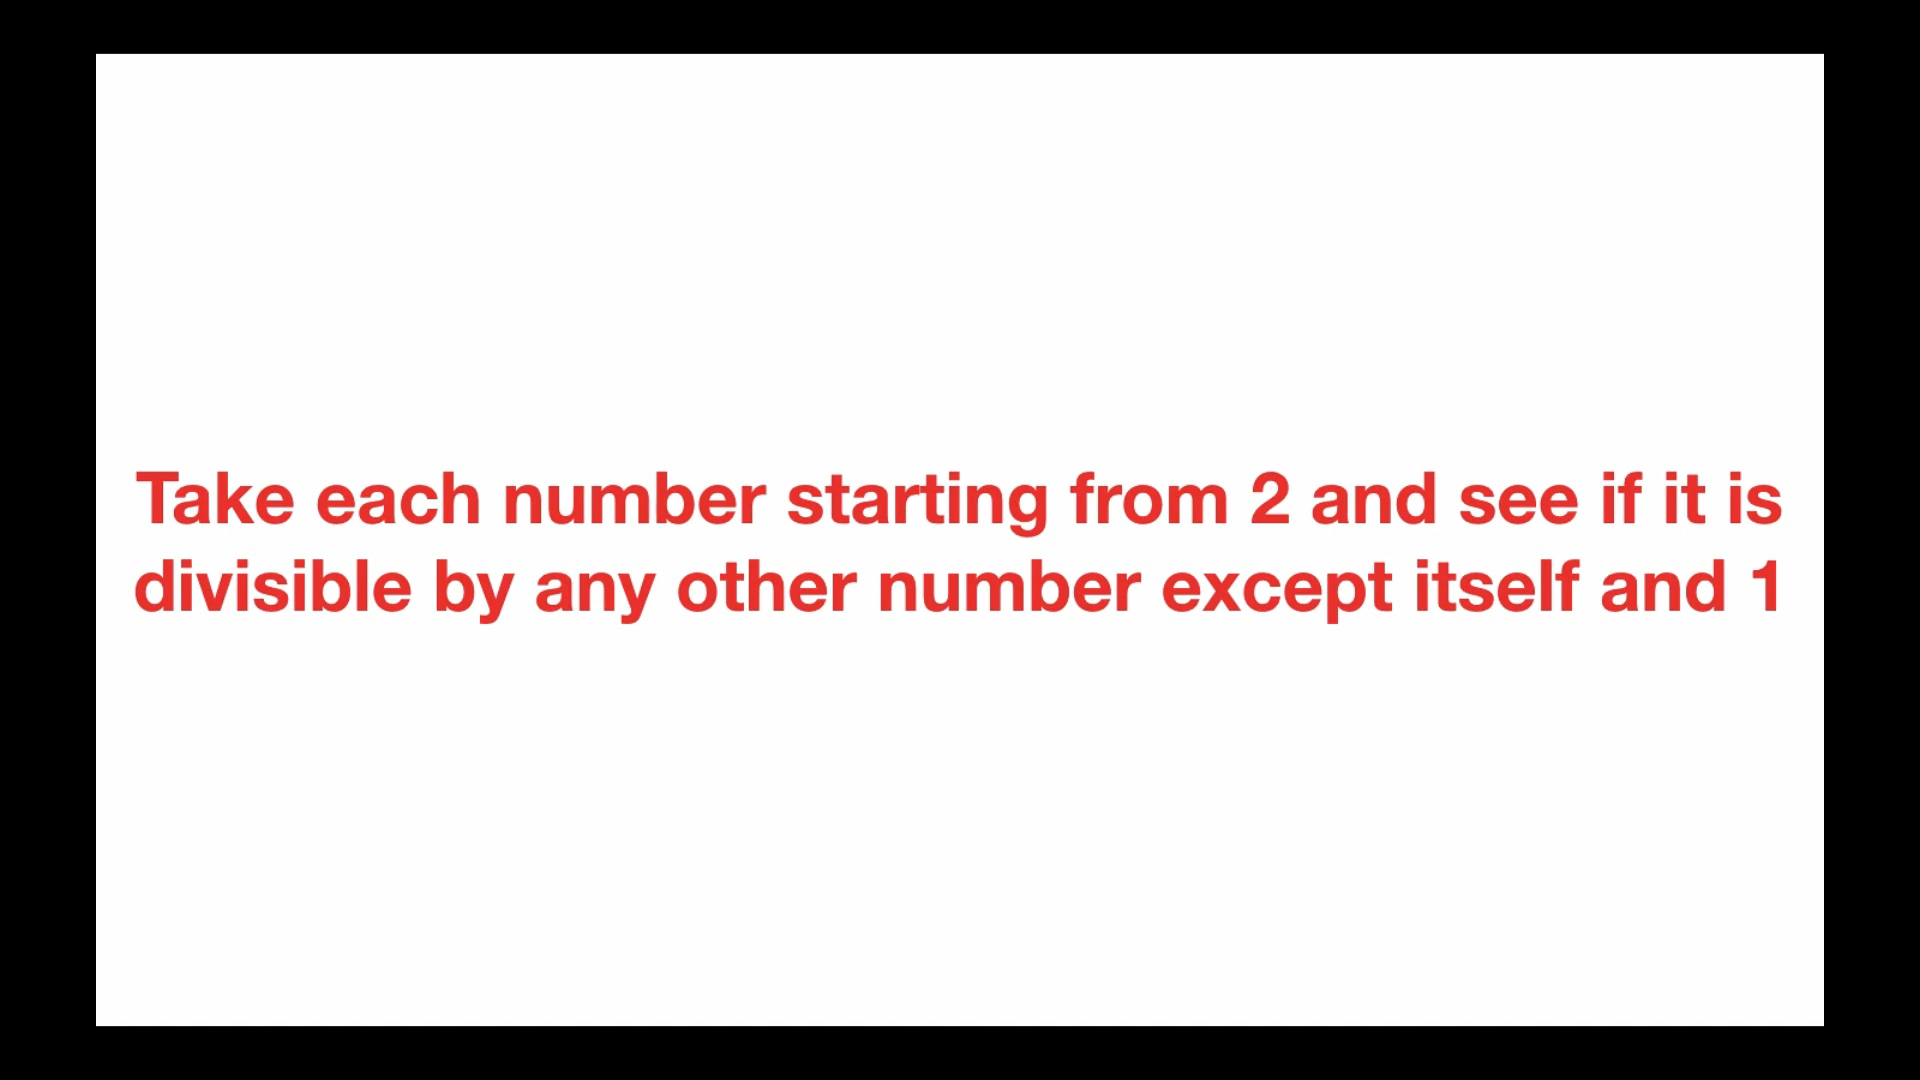 Take each number starting from 2 and see if it is
divisible by any other number except itself and 1